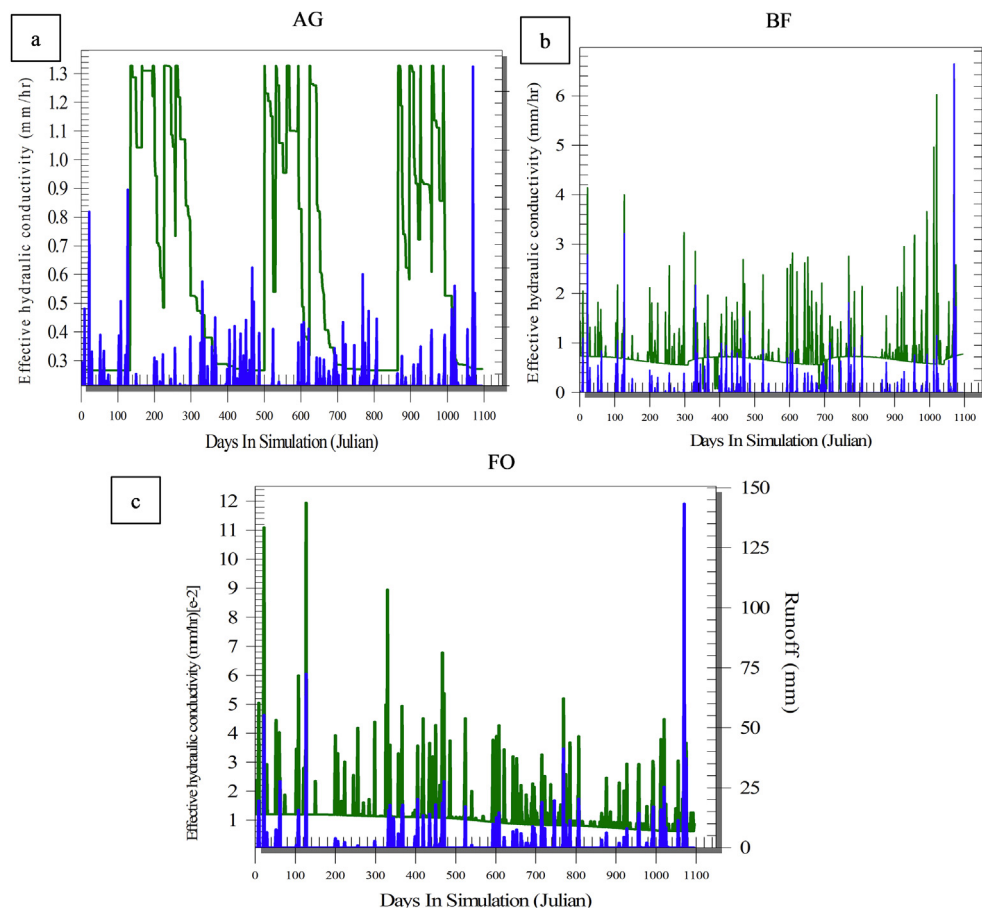 AG
a
Effective hydraulic conductivity (mm/hr)
1.3
1.2
1.1
1.0
0.9
0.8
0.7
0.6
0.5
0.4
0.3
0 100 200 300 400 500 600 700 800 900 1000 1100
Days In Simulation (Julian)
BF
b
Effective hydraulic conductivity (mm/hr)
6
5
4
3
2
1
0
0 100 200 300 400 500 600 700 800 900 1000 1100
Days In Simulation (Julian)
FO
c
Effective hydraulic conductivity (mm/hr)[e-2]
12
11
10
9
8
7
6
5
4
3
2
1
150
125
100
75
50
25
0
Runoff (mm)
0 100 200 300 400 500 600 700 800 900 1000 1100
Days In Simulation (Julian)